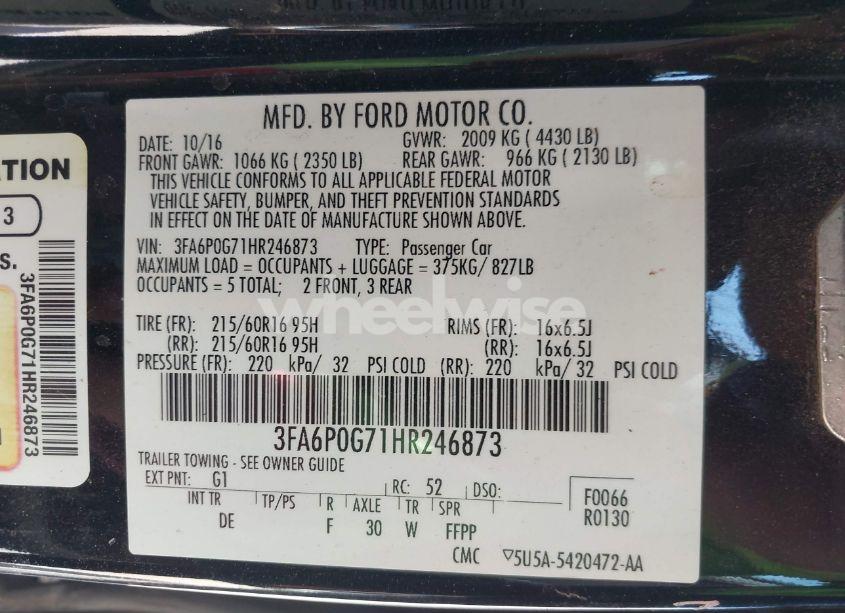 MFD. BY FORD MOTOR CO.
DATE: 10/16 GVWR: 2009 KG ( 4430 LB)
FRONT GAWR: 1066 KG ( 2350 LB) REAR GAWR: 966 KG ( 2130 LB)
THIS VEHICLE CONFORMS TO ALL APPLICABLE FEDERAL MOTOR
VEHICLE SAFETY, BUMPER, AND THEFT PREVENTION STANDARDS
IN EFFECT ON THE DATE OF MANUFACTURE SHOWN ABOVE.
VIN: 3FA6P0G71HR246873 TYPE: Passenger Car
MAXIMUM LOAD = OCCUPANTS + LUGGAGE = 375KG/ 827LB
OCCUPANTS = 5 TOTAL; 2 FRONT, 3 REAR
wheelwise
TIRE (FR): 215/60R16 95H RIMS (FR): 16x6.5J
(RR): 215/60R16 95H (RR): 16x6.5J
PRESSURE (FR): 220 kPa/ 32 PSI COLD (RR): 220 kPa/ 32 PSI COLD
3FA6P0G71HR246873
TRAILER TOWING - SEE OWNER GUIDE
EXT PNT: G1 RC: 52 DSO: F0066
INT TR TP/PS R AXLE TR SPR R0130
DE F 30 W FFPP
CMC 5U5A-5420472-AA
3
S.
3FA6P0G71HR246873